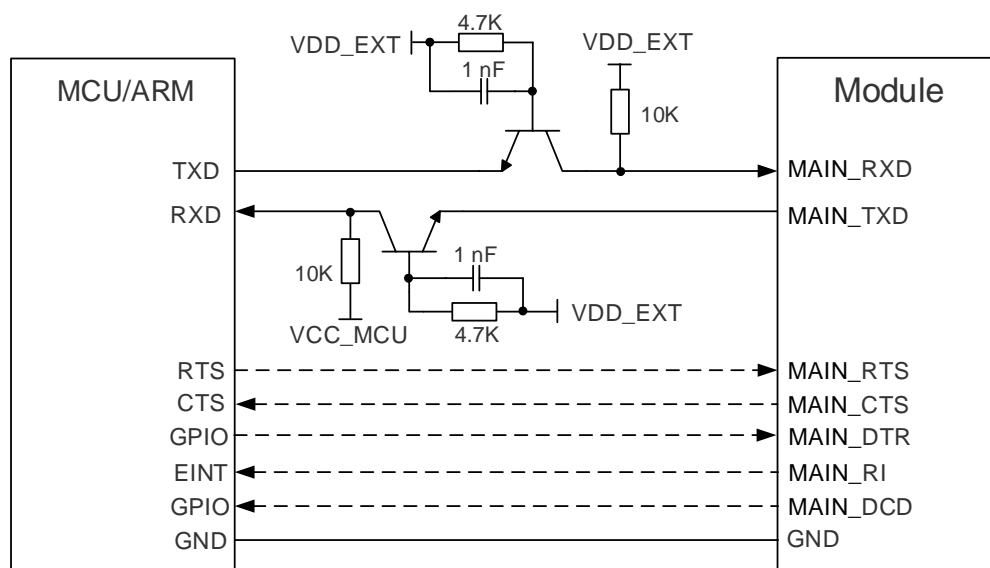 4.7K
VDD_EXT
VDD_EXT
1 nF
MCU/ARM
Module
10K
TXD
MAIN_RXD
RXD
MAIN_TXD
1 nF
10K
VDD_EXT
VCC_MCU
4.7K
RTS
MAIN_RTS
CTS
MAIN_CTS
GPIO
MAIN_DTR
EINT
MAIN_RI
GPIO
MAIN_DCD
GND
GND